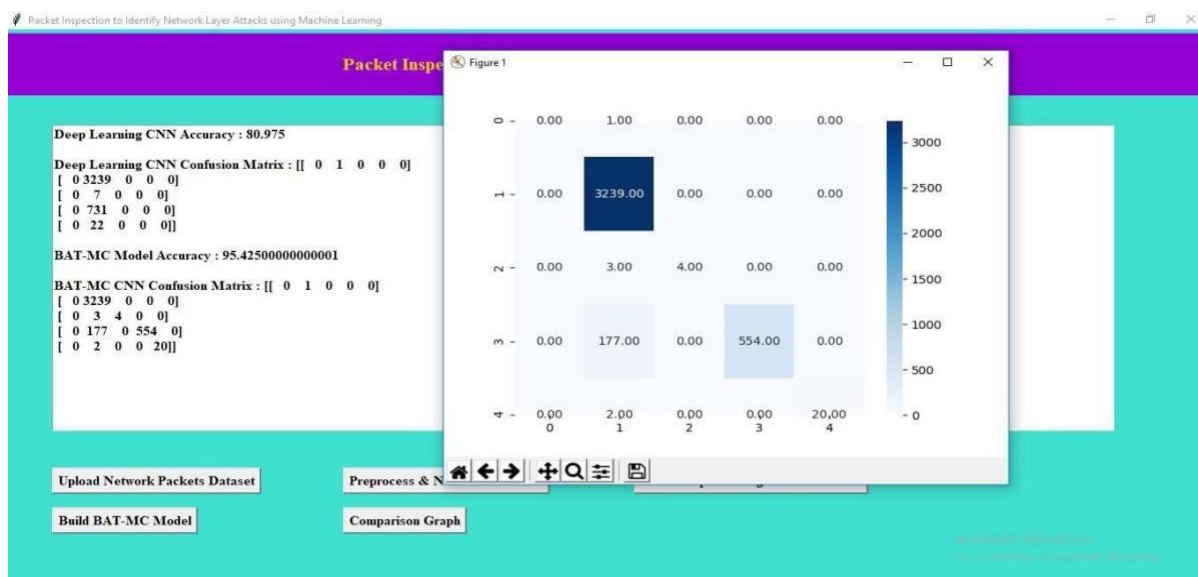 Packet Inspection to Identify Network Layer Attacks using Machine Learning
Packet Inspe
Figure 1
Deep Learning CNN Accuracy : 80.975
Deep Learning CNN Confusion Matrix : [[ 0 1 0 0 0]
[ 0 3239 0 0 0]
[ 0 7 0 0 0]
[ 0 731 0 0 0]
[ 0 22 0 0 0]]
BAT-MC Model Accuracy : 95.42500000000001
BAT-MC CNN Confusion Matrix : [[ 0 1 0 0 0]
[ 0 3239 0 0 0]
[ 0 3 4 0 0]
[ 0 177 0 554 0]
[ 0 2 0 0 20]]
0 - 0.00 1.00 0.00 0.00 0.00
1 - 0.00 3239.00 0.00 0.00 0.00
2 - 0.00 3.00 4.00 0.00 0.00
3 - 0.00 177.00 0.00 554.00 0.00
4 - 0.00 2.00 0.00 0.00 20.00
0 1 2 3 4
- 3000
- 2500
- 2000
- 1500
- 1000
- 500
- 0
Upload Network Packets Dataset
Preprocess & N
Build BAT-MC Model
Comparison Graph